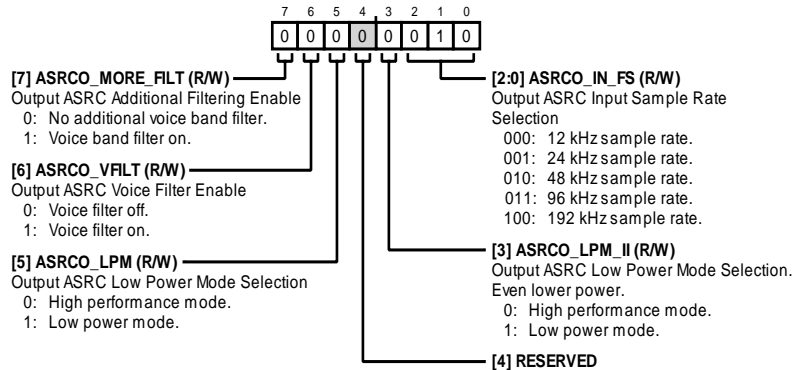 7 6 5 4 3 2 1 0
0 0 0 0 0 0 1 0
[7] ASRCO_MORE_FILT (R/W)
Output ASRC Additional Filtering Enable
0: No additional voice band filter.
1: Voice band filter on.
[6] ASRCO_VFILT (R/W)
Output ASRC Voice Filter Enable
0: Voice filter off.
1: Voice filter on.
[5] ASRCO_LPM (R/W)
Output ASRC Low Power Mode Selection
0: High performance mode.
1: Low power mode.
[2:0] ASRCO_IN_FS (R/W)
Output ASRC Input Sample Rate
Selection
000: 12 kHz sample rate.
001: 24 kHz sample rate.
010: 48 kHz sample rate.
011: 96 kHz sample rate.
100: 192 kHz sample rate.
[3] ASRCO_LPM_II (R/W)
Output ASRC Low Power Mode Selection.
Even lower power.
0: High performance mode.
1: Low power mode.
[4] RESERVED